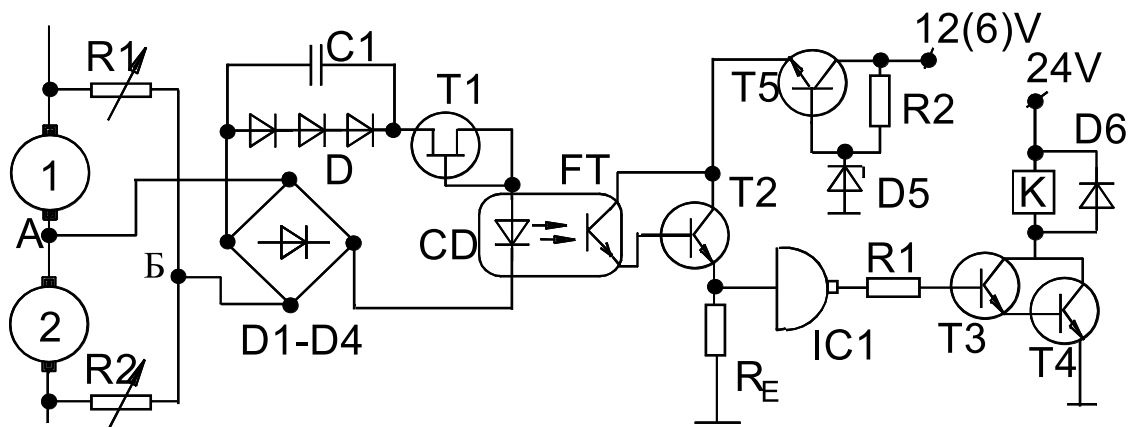 12(6)V
R1
C1
T1
T5
R2
24V
D6
1
D
FT
T2
D5
K
А
CD
Б
R1
2
D1-D4
IC1
T3
T4
R2
RE